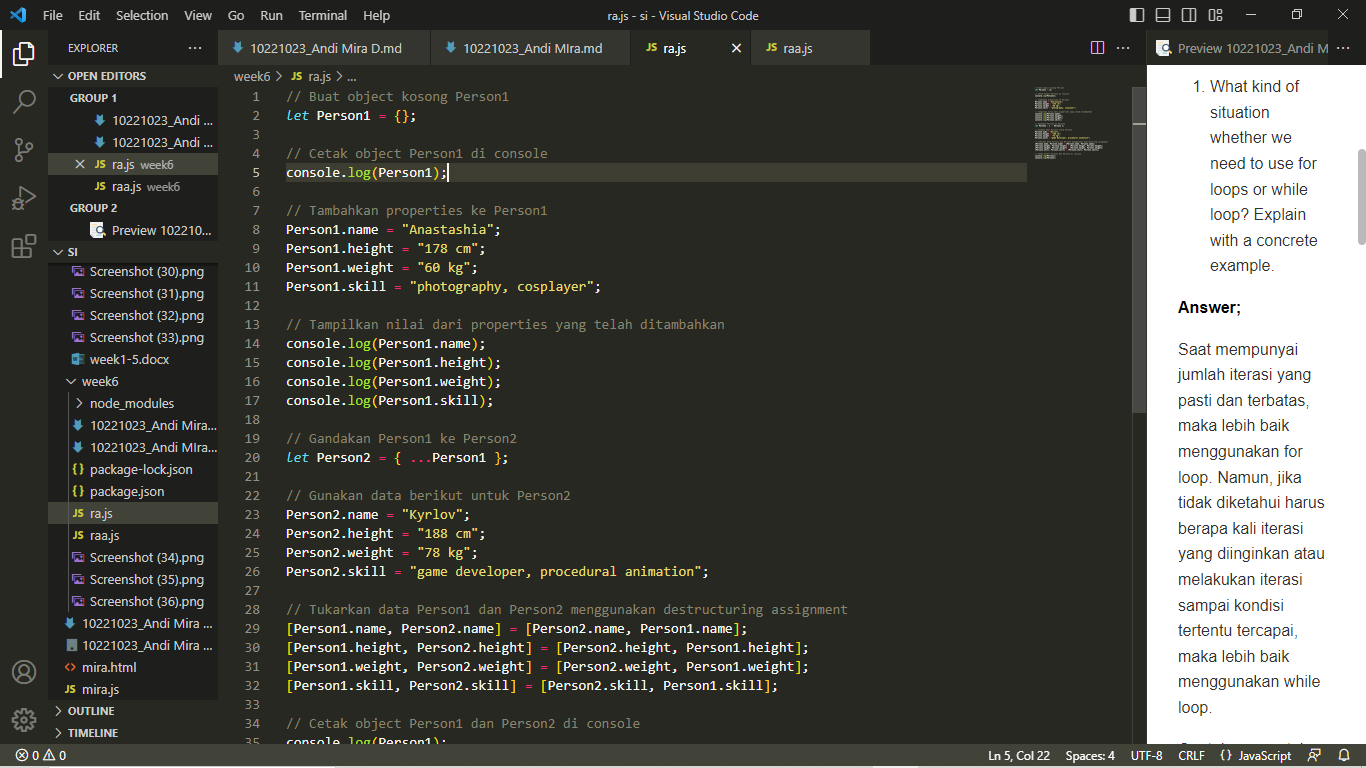 File Edit Selection View Go Run Terminal Help
ra.js - si - Visual Studio Code
EXPLORER
OPEN EDITORS
GROUP 1
10221023_Andi ...
10221023_Andi ...
JS ra.js week6
JS raa.js week6
GROUP 2
Preview 102210...
SI
Screenshot (30).png
Screenshot (31).png
Screenshot (32).png
Screenshot (33).png
week1-5.docx
week6
node_modules
10221023_Andi Mira...
10221023_Andi MIra...
{} package-lock.json
{} package.json
JS ra.js
JS raa.js
Screenshot (34).png
Screenshot (35).png
Screenshot (36).png
10221023_Andi Mira ...
10221023_Andi Mira ...
<> mira.html
JS mira.js
OUTLINE
TIMELINE
10221023_Andi Mira D.md
10221023_Andi MIra.md
JS ra.js
JS raa.js
week6 > JS ra.js > ...
1 // Buat object kosong Person1
2 let Person1 = {};
3
4 // Cetak object Person1 di console
5 console.log(Person1);
6
7 // Tambahkan properties ke Person1
8 Person1.name = "Anastashia";
9 Person1.height = "178 cm";
10 Person1.weight = "60 kg";
11 Person1.skill = "photography, cosplayer";
12
13 // Tampilkan nilai dari properties yang telah ditambahkan
14 console.log(Person1.name);
15 console.log(Person1.height);
16 console.log(Person1.weight);
17 console.log(Person1.skill);
18
19 // Gandakan Person1 ke Person2
20 let Person2 = { ...Person1 };
21
22 // Gunakan data berikut untuk Person2
23 Person2.name = "Kyrlov";
24 Person2.height = "188 cm";
25 Person2.weight = "78 kg";
26 Person2.skill = "game developer, procedural animation";
27
28 // Tukarkan data Person1 dan Person2 menggunakan destructuring assignment
29 [Person1.name, Person2.name] = [Person2.name, Person1.name];
30 [Person1.height, Person2.height] = [Person2.height, Person1.height];
31 [Person1.weight, Person2.weight] = [Person2.weight, Person1.weight];
32 [Person1.skill, Person2.skill] = [Person2.skill, Person1.skill];
33
34 // Cetak object Person1 dan Person2 di console
35 console.log(Person1);
Preview 10221023_Andi M
1. What kind of
situation
whether we
need to use for
loops or while
loop? Explain
with a concrete
example.
Answer;
Saat mempunyai
jumlah iterasi yang
pasti dan terbatas,
maka lebih baik
menggunakan for
loop. Namun, jika
tidak diketahui harus
berapa kali iterasi
yang diinginkan atau
melakukan iterasi
sampai kondisi
tertentu tercapai,
maka lebih baik
menggunakan while
loop.
0 0
Ln 5, Col 22 Spaces: 4 UTF-8 CRLF {} JavaScript